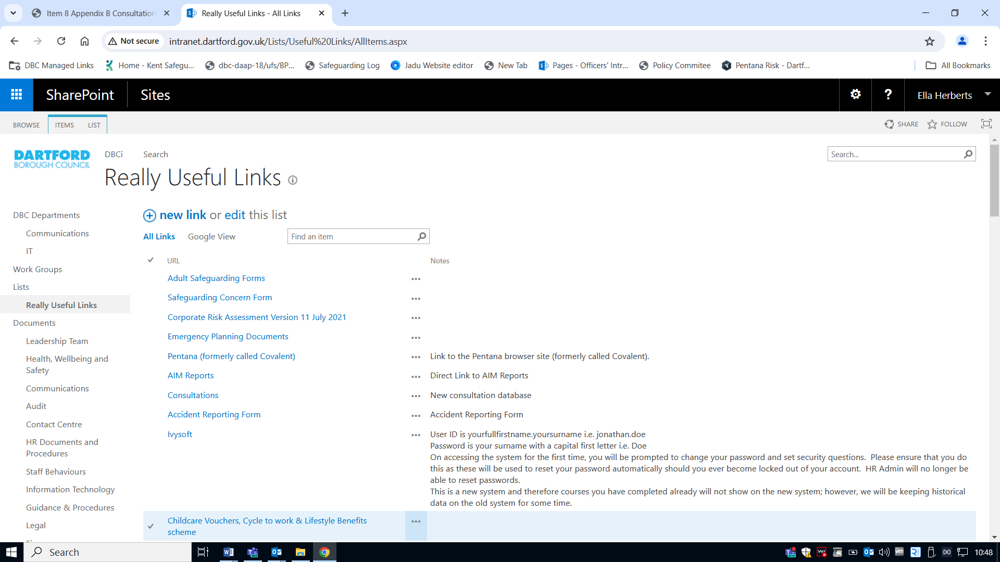 Item 8 Appendix B Consultation
Really Useful Links - All Links
Not secure
intranet.dartford.gov.uk/Lists/Useful%20Links/AllItems.aspx
DBC Managed Links
Home - Kent Safegu...
dbc-daap-18/ufs/BP...
Safeguarding Log
Jadu Website editor
New Tab
Pages - Officers' Intr...
Policy Commitee
Pentana Risk - Dartf...
All Bookmarks
SharePoint
Sites
?
Ella Herberts
BROWSE
ITEMS
LIST
SHARE
FOLLOW
DARTFORD
BOROUGH COUNCIL
DBCi
Search
Search...
Really Useful Links
DBC Departments
Communications
IT
Work Groups
Lists
Really Useful Links
Documents
Leadership Team
Health, Wellbeing and
Safety
Communications
Audit
Contact Centre
HR Documents and
Procedures
Staff Behaviours
Information Technology
Guidance & Procedures
Legal
new link or edit this list
All Links
Google View
Find an item
URL
Notes
Adult Safeguarding Forms
Safeguarding Concern Form
Corporate Risk Assessment Version 11 July 2021
Emergency Planning Documents
Pentana (formerly called Covalent)
Link to the Pentana browser site (formerly called Covalent).
AIM Reports
Direct Link to AIM Reports
Consultations
New consultation database
Accident Reporting Form
Accident Reporting Form
Ivysoft
User ID is yourfullfirstname.yoursurname i.e. jonathan.doe
Password is your surname with a capital first letter i.e. Doe
On accessing the system for the first time, you will be prompted to change your password and set security questions.  Please ensure that you do
this as these will be used to reset your password automatically should you ever become locked out of your account.  HR Admin will no longer be
able to reset passwords.
This is a new system and therefore courses you have completed already will not show on the new system; however, we will be keeping historical
data on the old system for some time.
Childcare Vouchers, Cycle to work & Lifestyle Benefits
scheme
Search
10:48